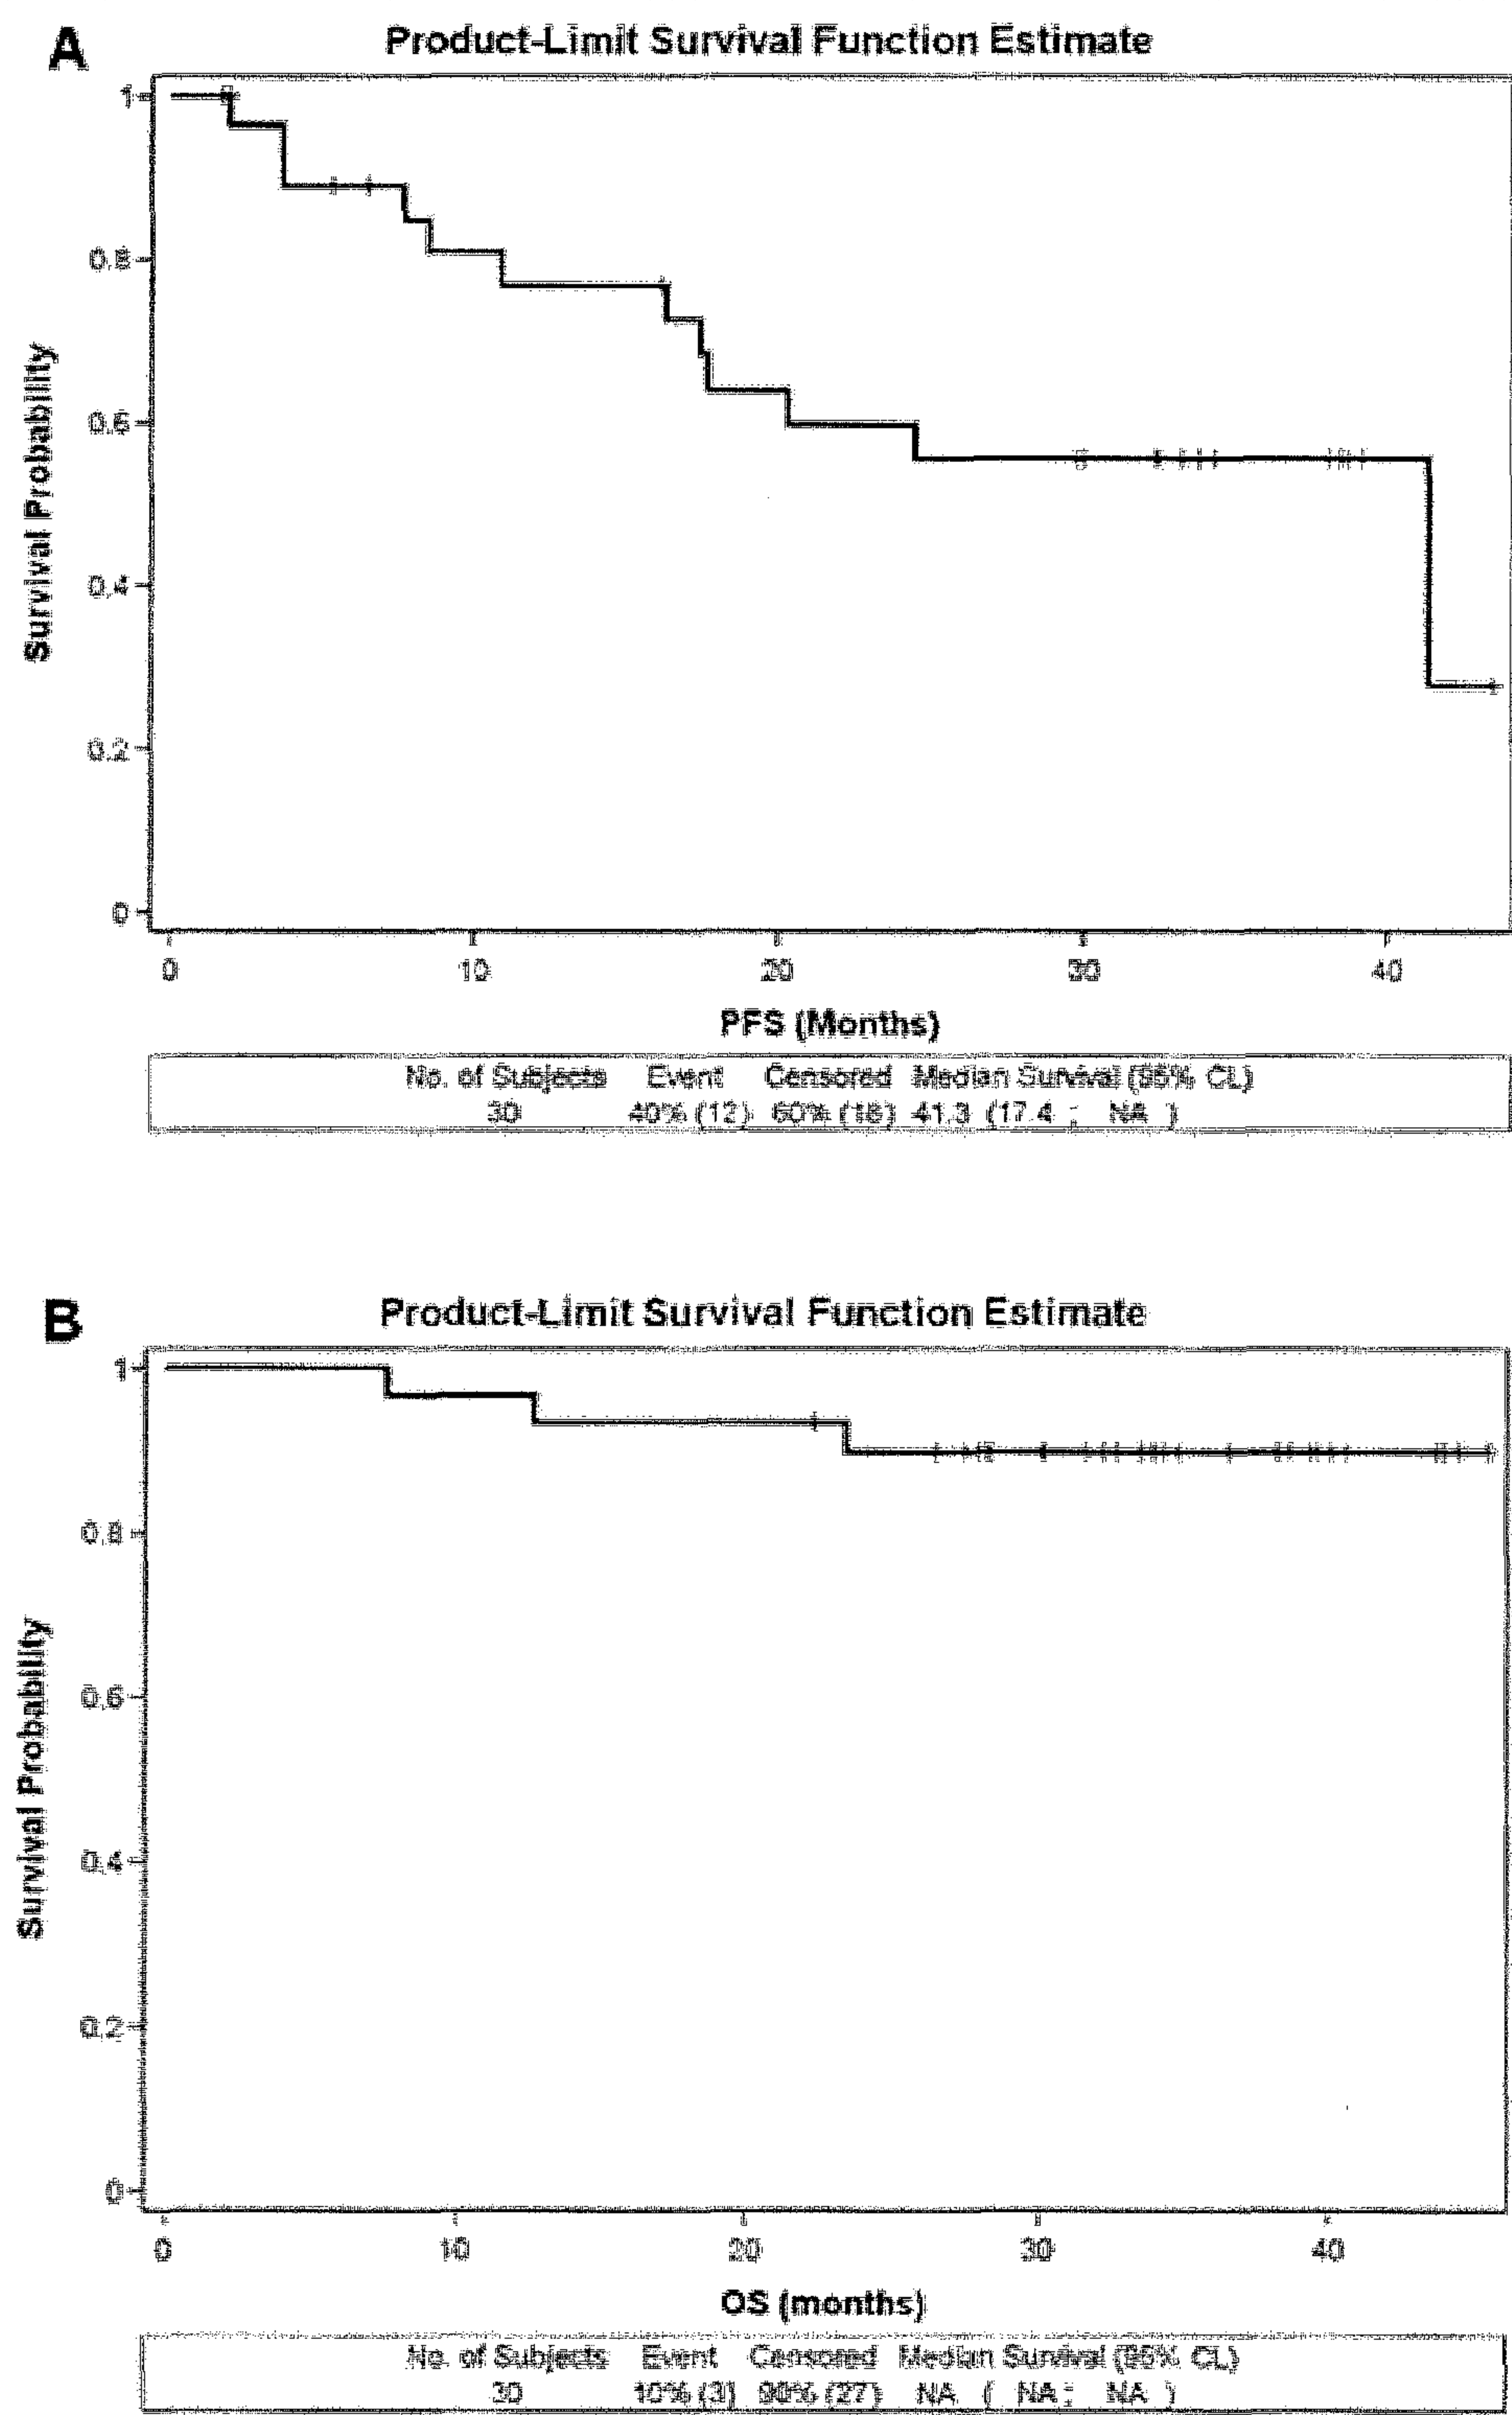 A
Product-Limit Survival Function Estimate
1
0.8
0.6
0.4
0.2
0
Survival Probability
0 10 20 30 40
PFS (Months)
No. of Subjects Event Censored Median Survival (95% CL)
30 40% (12) 60% (18) 41.3 (17.4 ; NA )
B
Product-Limit Survival Function Estimate
1
0.8
0.6
0.4
0.2
0
Survival Probability
0 10 20 30 40
OS (months)
No. of Subjects Event Censored Median Survival (95% CL)
30 10% (3) 90% (27) NA ( NA ; NA )